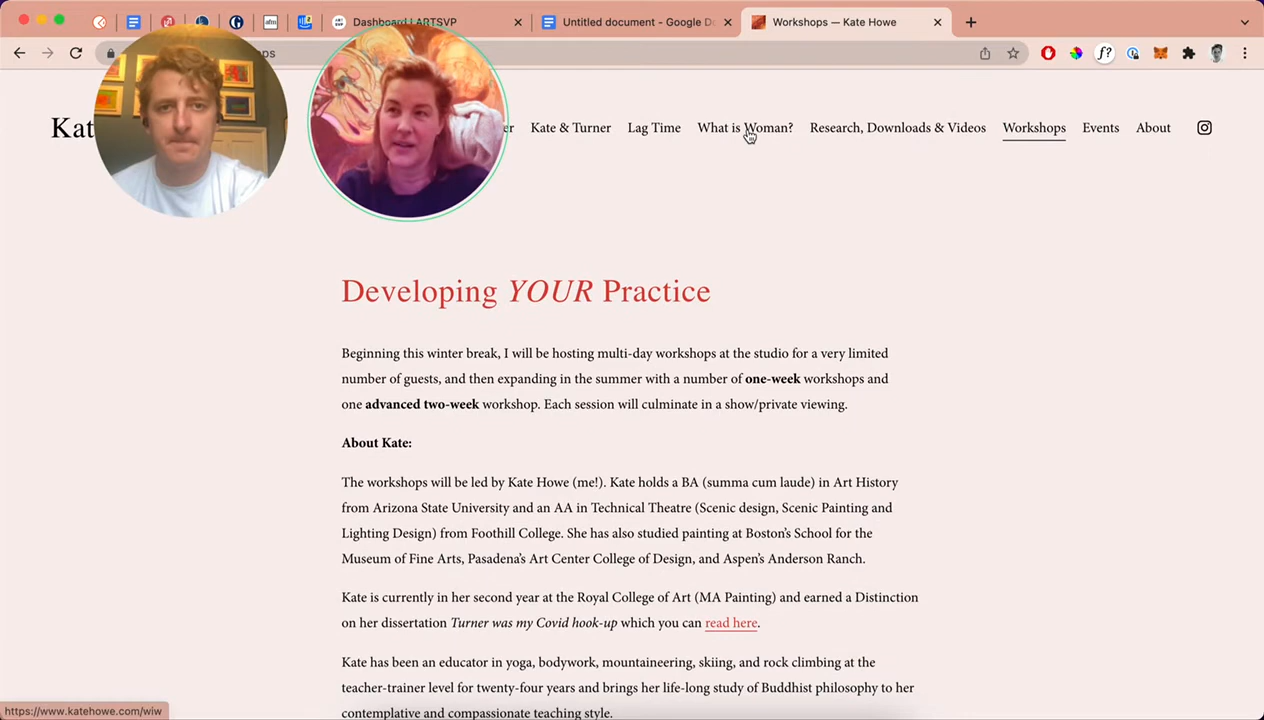 Dashboard | ARTSVP
Untitled document - Google D
Workshops — Kate Howe
ps
Kat
er
Kate & Turner
Lag Time
What is Woman?
Research, Downloads & Videos
Workshops
Events
About
Developing YOUR Practice
Beginning this winter break, I will be hosting multi-day workshops at the studio for a very limited
number of guests, and then expanding in the summer with a number of one-week workshops and
one advanced two-week workshop. Each session will culminate in a show/private viewing.
About Kate:
The workshops will be led by Kate Howe (me!). Kate holds a BA (summa cum laude) in Art History
from Arizona State University and an AA in Technical Theatre (Scenic design, Scenic Painting and
Lighting Design) from Foothill College. She has also studied painting at Boston's School for the
Museum of Fine Arts, Pasadena's Art Center College of Design, and Aspen's Anderson Ranch.
Kate is currently in her second year at the Royal College of Art (MA Painting) and earned a Distinction
on her dissertation Turner was my Covid hook-up which you can read here.
Kate has been an educator in yoga, bodywork, mountaineering, skiing, and rock climbing at the
teacher-trainer level for twenty-four years and brings her life-long study of Buddhist philosophy to her
contemplative and compassionate teaching style.
https://www.katehowe.com/wiw